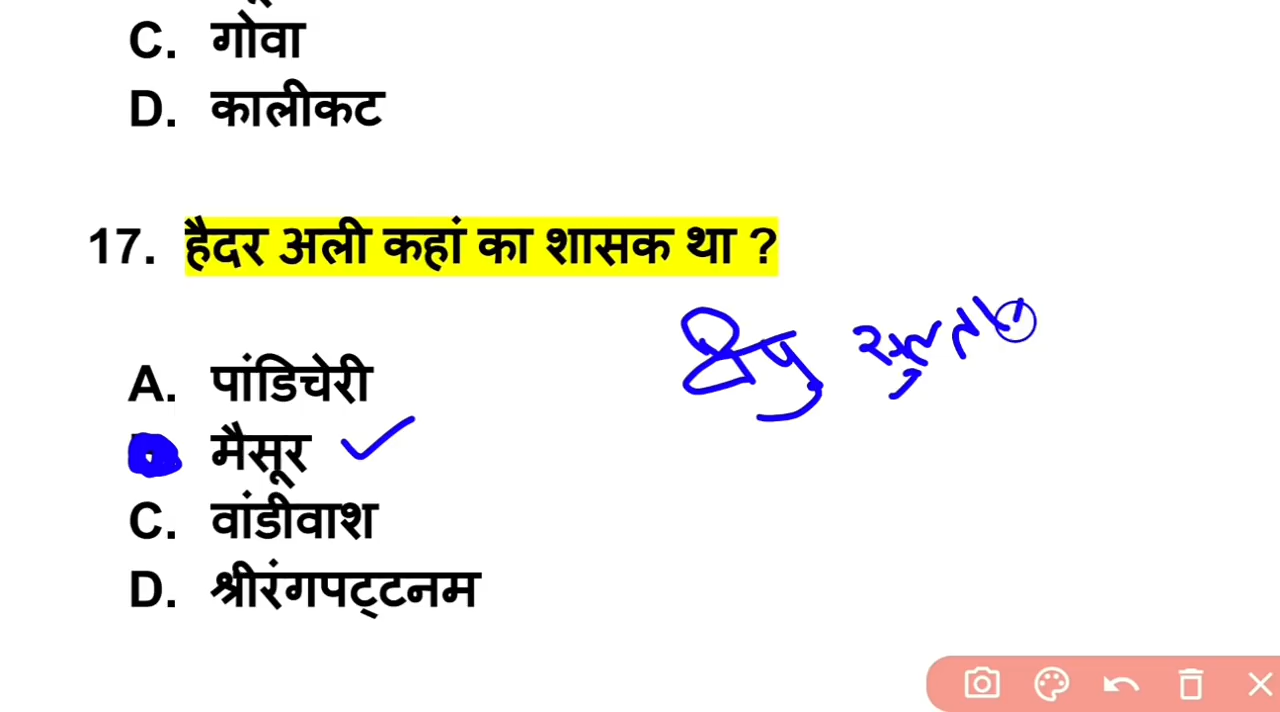 C. गोवा
D. कालीकट
17. हैदर अली कहां का शासक था ?
टीपु सुल्ता
A. पांडिचेरी
मैसूर
C. वांडीवाश
D. श्रीरंगपट्टनम